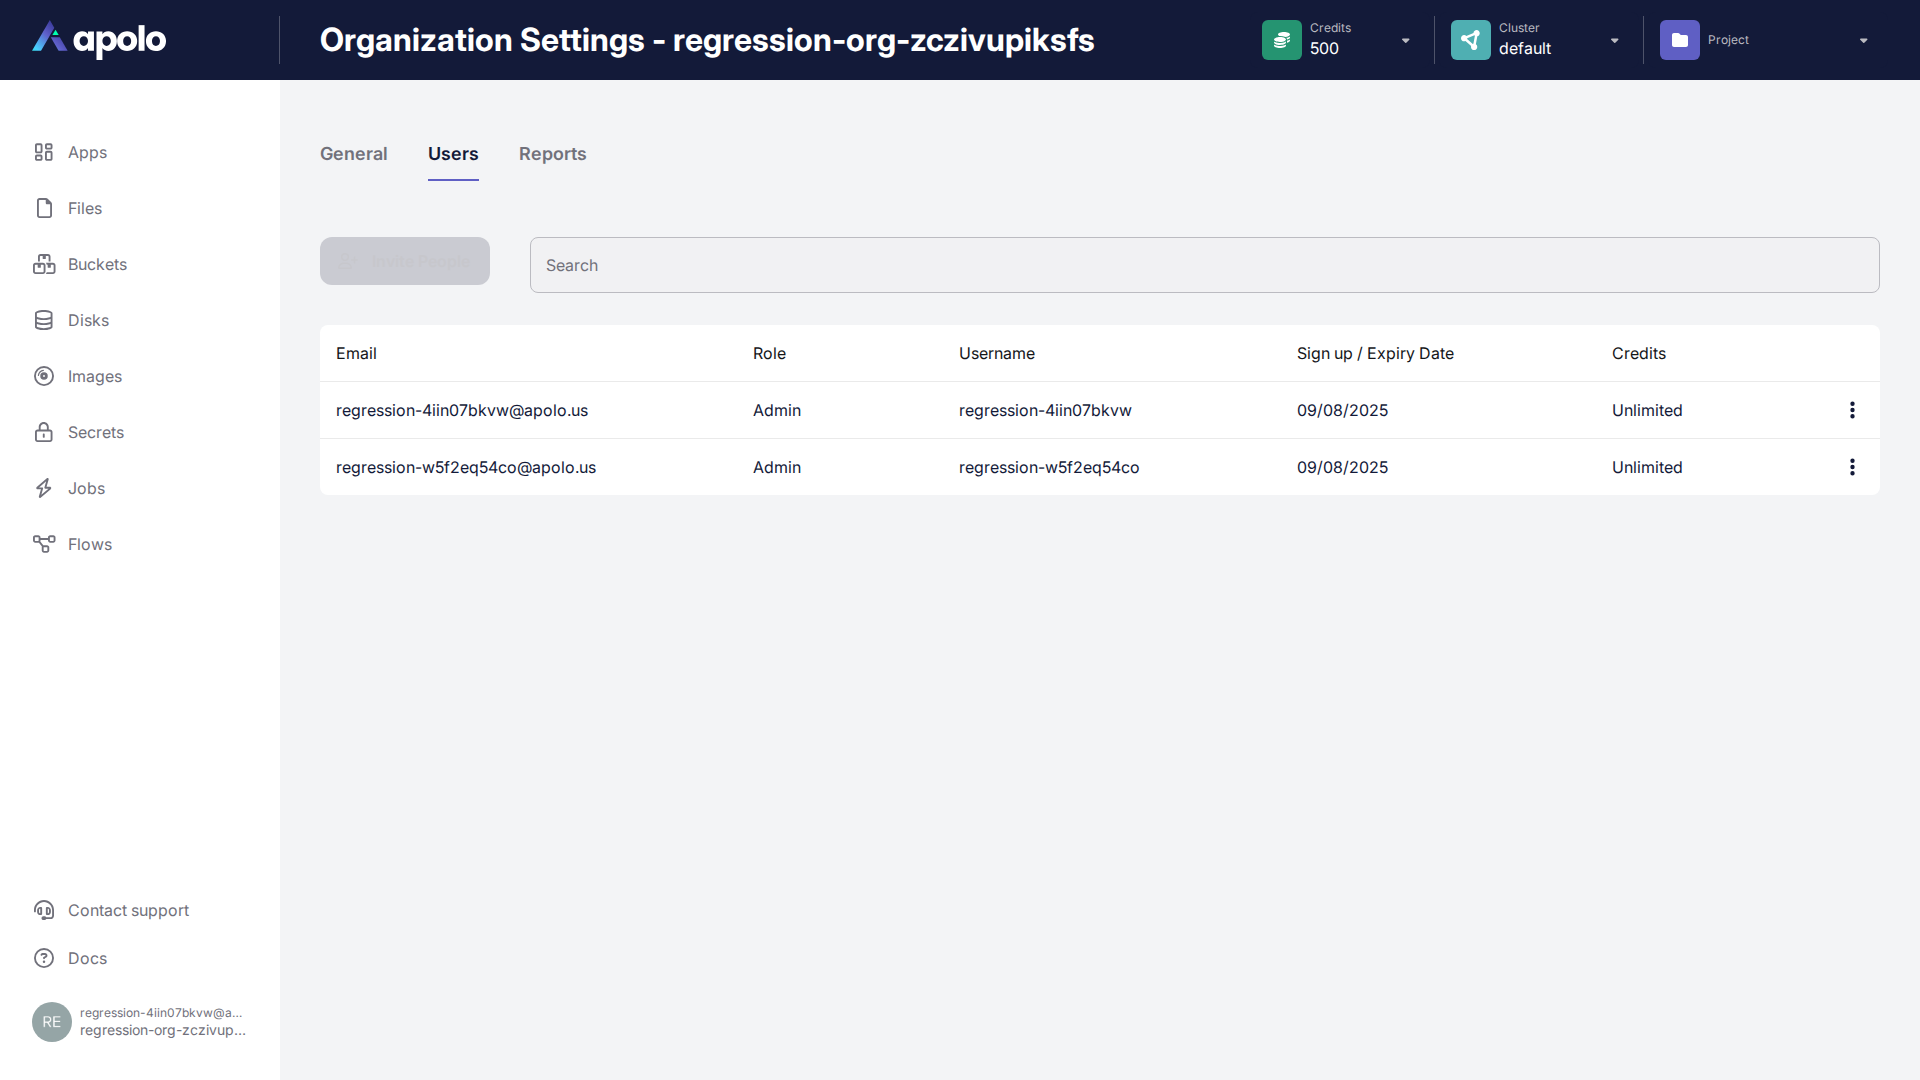 apolo
Organization Settings - regression-org-zczivupiksfs
Credits
500
Cluster
default
Project
Apps
Files
Buckets
Disks
Images
Secrets
Jobs
Flows
General
Users
Reports
Search
Email Role Username Sign up / Expiry Date Credits
regression-4iin07bkvw@apolo.us Admin regression-4iin07bkvw 09/08/2025 Unlimited
regression-w5f2eq54co@apolo.us Admin regression-w5f2eq54co 09/08/2025 Unlimited
Contact support
Docs
RE
regression-4iin07bkvw@a...
regression-org-zczivup...